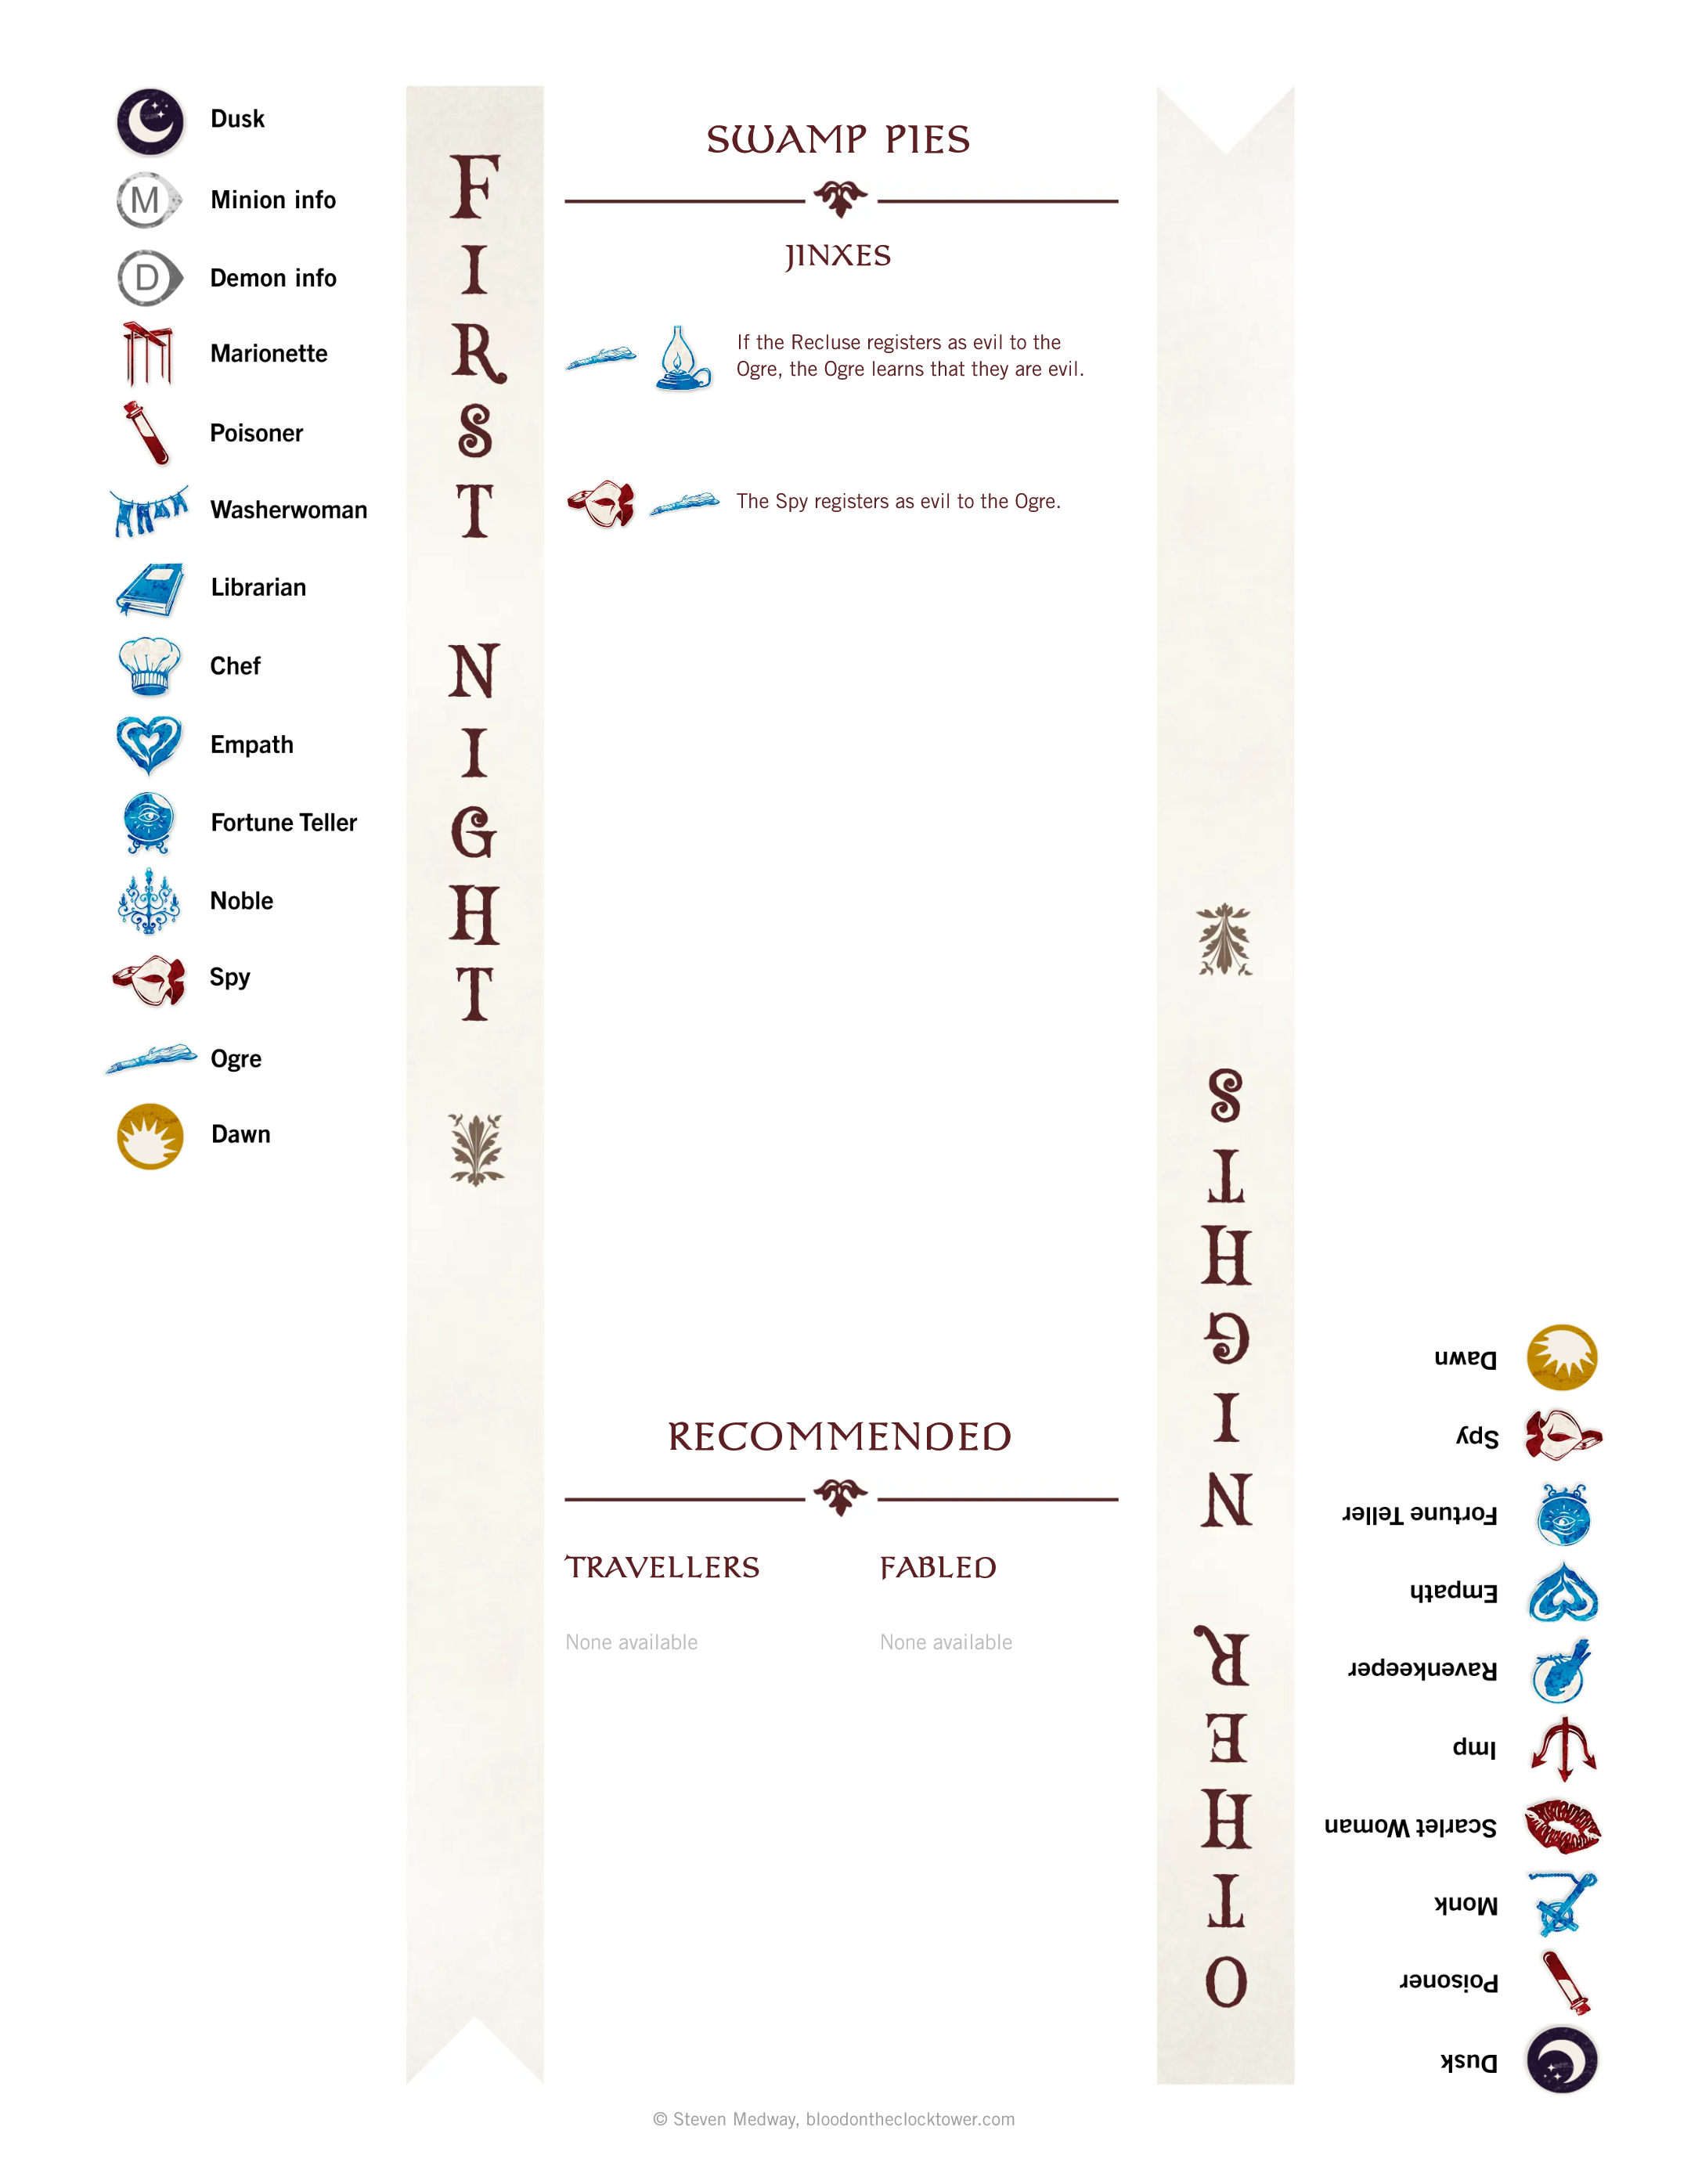 Dusk
M
Minion info
D
Demon info
Marionette
Poisoner
Washerwoman
Librarian
Chef
Empath
Fortune Teller
Noble
Spy
Ogre
Dawn
FIRST NIGHT
SWAMP PIES
JINXES
If the Recluse registers as evil to the
Ogre, the Ogre learns that they are evil.
The Spy registers as evil to the Ogre.
RECOMMENDED
TRAVELLERS
None available
FABLED
None available
OTHER NIGHTS
Dusk
Poisoner
Monk
Scarlet Woman
Imp
Ravenkeeper
Empath
Fortune Teller
Spy
Dawn
© Steven Medway, bloodontheclocktower.com